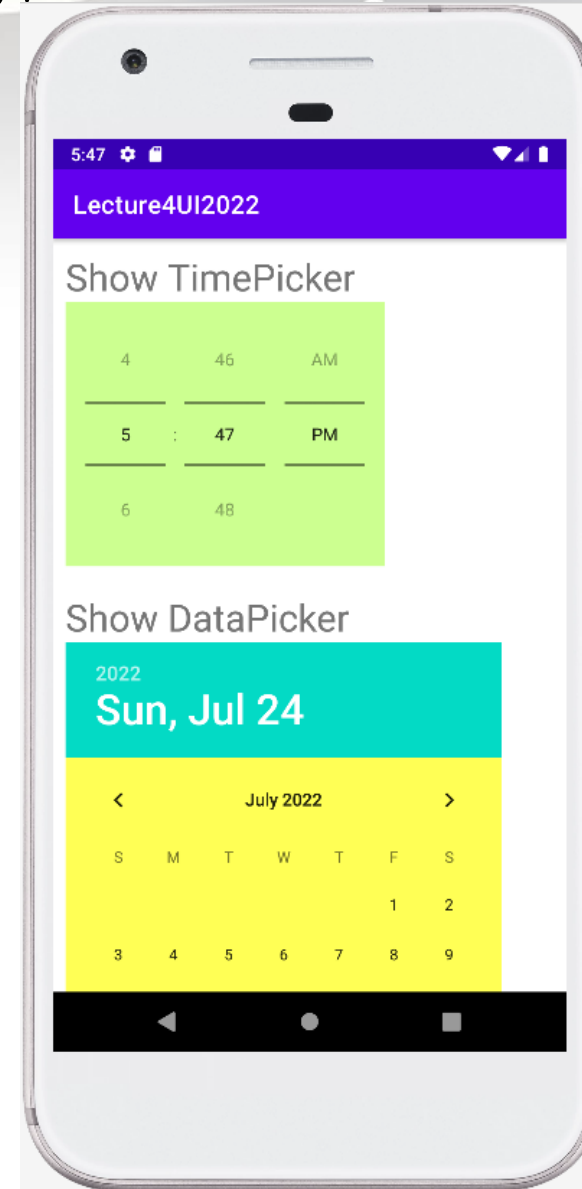 5:47
Lecture4UI2022
Show TimePicker
4 46 AM
5 : 47 PM
6 48
Show DataPicker
2022
Sun, Jul 24
July 2022
S M T W T F S
1 2
3 4 5 6 7 8 9